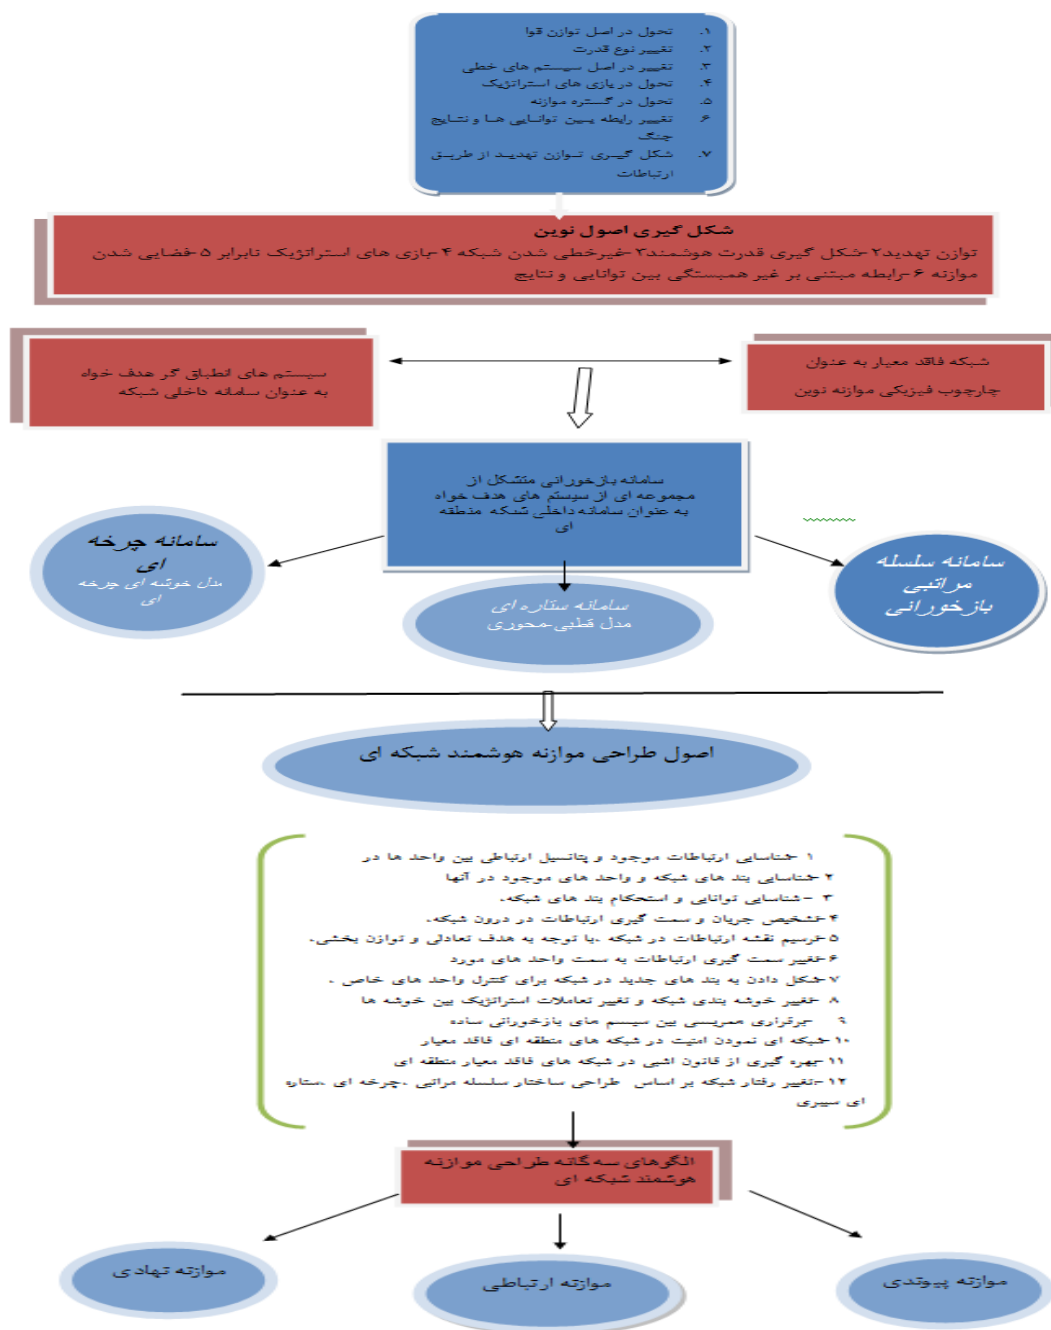 ۱. تحول در اصل توازن قوا
۲. تغییر نوع قدرت
۳. تغییر در اصل سیستم های خطی
۴. تحول در بازی های استراتژیک
۵. تحول در گستره موازنه
۶. تغییر رابطه بین توانایی ها و نتایج
جنگ
۷. شکل گیری توازن تهدید از طریق
ارتباطات
شکل گیری اصول نوین
توازن تهدید۲-شکل گیری قدرت هوشمند۳-غیرخطی شدن شبکه ۴-بازی های استراتژیک نابرابر ۵-فضایی شدن
موازنه ۶-رابطه مبتنی بر غیر همبستگی بین توانایی و نتایج
شبکه فاقد معیار به عنوان
چارچوب فیزیکی موازنه نوین
سیستم های انطباق گر هدف خواه
به عنوان سامانه داخلی شبکه
سامانه بازخورانی متشکل از
مجموعه ای از سیستم های هدف خواه
به عنوان سامانه داخلی شبکه منطقه
ای
سامانه سلسله
مراتبی
بازخورانی
سامانه ستاره ای
مدل قطبی-محوری
سامانه چرخه
ای
مدل خوشه ای چرخه
ای
اصول طراحی موازنه هوشمند شبکه ای
۱ -شناسایی ارتباطات موجود و پتانسیل ارتباطی بین واحد ها در
۲-شناسایی بند های شبکه و واحد های موجود در آنها
۳ -شناسایی توانایی و استحکام بند های شبکه.
۴-تشخیص جریان و سمت گیری ارتباطات در درون شبکه.
۵-ترسیم نقشه ارتباطات در شبکه ،با توجه به هدف تعادلی و توازن بخشی.
۶-تغییر سمت گیری ارتباطات به سمت واحد های مورد
۷-شکل دادن به بند های جدید در شبکه برای کنترل واحد های خاص .
۸ -تغییر خوشه بندی شبکه و تغییر تعاملات استراتژیک بین خوشه ها
۹ -برقراری همریسی بین سیسم های بازخورانی ساده
۱۰-شبکه ای نمودن امنیت در شبکه های منطقه ای فاقد معیار
۱۱-بهره گیری از قانون اشبی در شبکه های فاقد معیار منطقه ای
۱۲-تغییر رفتار شبکه بر اساس طراحی ساختار سلسله مراتبی ،چرخه ای ،ستاره
ای سیبری
الگوهای سه گانه طراحی موازنه
هوشمند شبکه ای
موازنه پیوندی
موازنه ارتباطی
موازنه نهادی